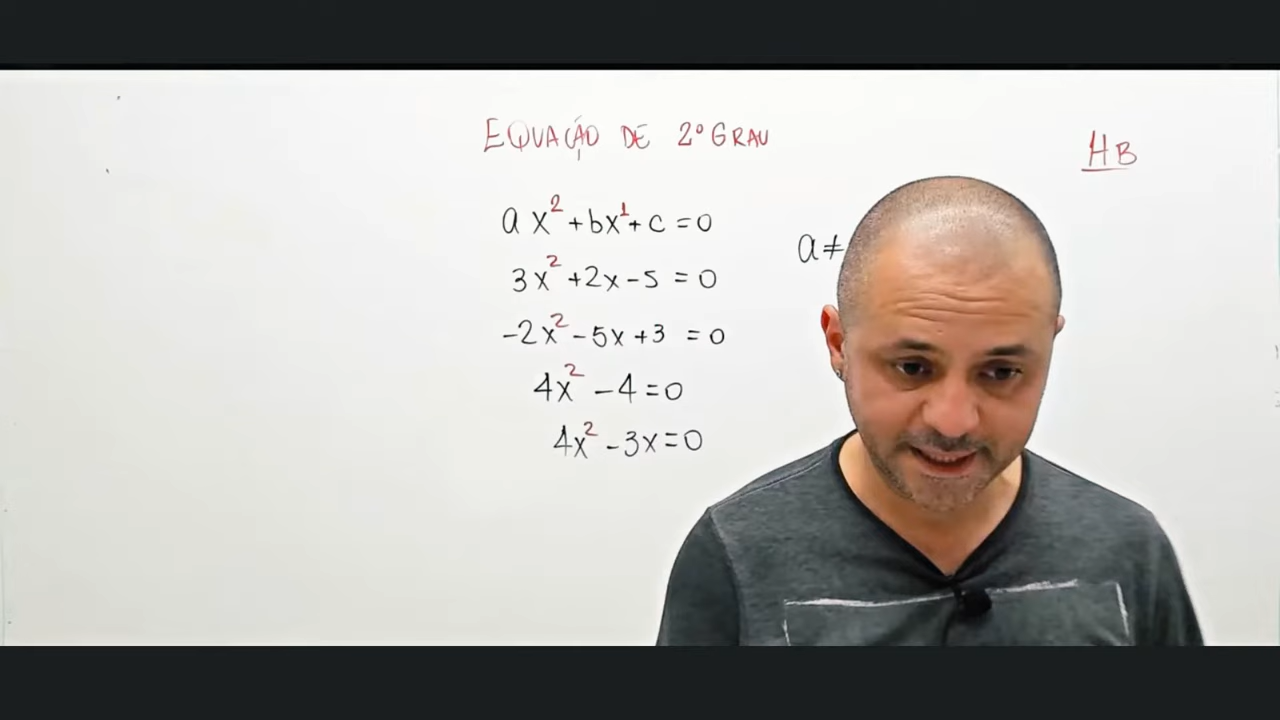 EQUAÇÃO DE 2º GRAU
HB
ax²+bx¹+c=0
a≠
3x²+2x-5=0
-2x²-5x+3=0
4x²-4=0
4x²-3x=0